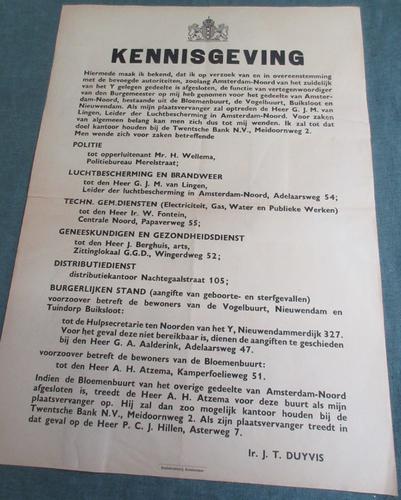 KENNISGEVING
Hiermede maak ik bekend, dat ik op verzoek van en in overeenstemming
met de bevoegde autoriteiten, zoolang Amsterdam-Noord van het zuidelijk
van het Y gelegen gedeelte is afgesloten, de functie van vertegenwoordiger
van den Burgemeester op mij heb genomen voor het gedeelte van Amster-
dam-Noord, bestaande uit de Bloemenbuurt, de Vogelbuurt, Buiksloot en
Nieuwendam. Als mijn plaatsvervanger zal optreden de Heer G. J. M. van
Lingen, Leider der Luchtbescherming in Amsterdam-Noord. Voor zaken
van algemeen belang kan men zich dus tot mij wenden. Ik zal tot dat
doel kantoor houden bij de Twentsche Bank N.V., Meidoornweg 2.
Men wende zich voor zaken betreffende
POLITIE
tot opperluitenant Mr. H. Wellema,
Politiebureau Merelstraat;
LUCHTBESCHERMING EN BRANDWEER
tot den Heer G. J. M. van Lingen,
Leider der luchtbescherming in Amsterdam-Noord, Adelaarsweg 54;
TECHN. GEM.DIENSTEN (Electriciteit, Gas, Water en Publieke Werken)
tot den Heer Ir. W. Fontein,
Centrale Noord, Papaverweg 55;
GENEESKUNDIGEN EN GEZONDHEIDSDIENST
tot den Heer J. Berghuis, arts,
Zittinglokaal G.G.D., Wingerdweg 52;
DISTRIBUTIEDIENST
distributiekantoor Nachtegaalstraat 105;
BURGERLIJKEN STAND (aangifte van geboorte- en sterfgevallen)
voorzoover betreft de bewoners van de Vogelbuurt, Nieuwendam en
Tuindorp Buiksloot:
tot de Hulpsecretarie ten Noorden van het Y, Nieuwendammerdijk 327.
Voor het geval deze niet bereikbaar is, dienen de aangiften te geschieden
bij den Heer G. A. Aalderink, Adelaarsweg 47.
voorzoover betreft de bewoners van de Bloemenbuurt:
tot den Heer A. H. Atzema, Kamperfoelieweg 51.
Indien de Bloemenbuurt van het overige gedeelte van Amsterdam-Noord
afgesloten is, treedt de Heer A. H. Atzema voor deze buurt als mijn
plaatsvervanger op. Hij zal dan zoo mogelijk kantoor houden bij de
Twentsche Bank N.V., Meidoornweg 2. Als zijn plaatsvervanger treedt in
dat geval op de Heer P. C. J. Hillen, Asterweg 7.
Ir. J. T. DUYVIS